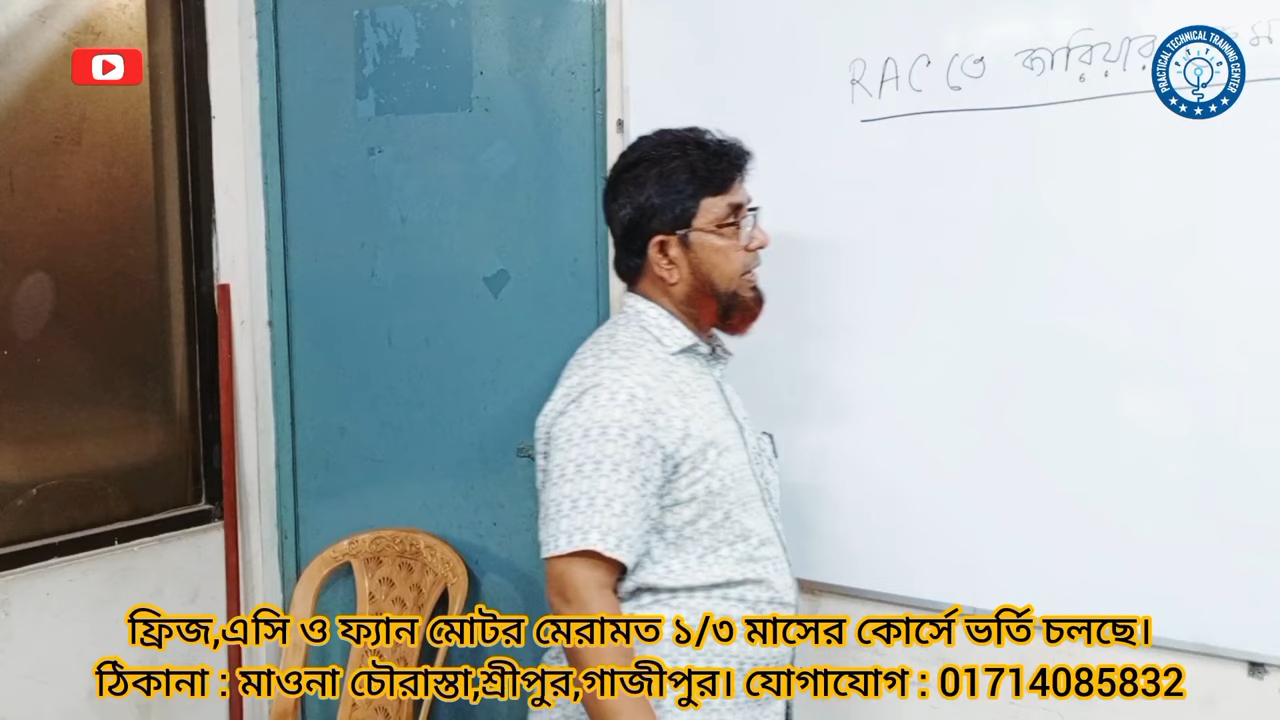 RAC তে ক্যারিয়ার
PRACTICAL TECHNICAL TRAINING CENTER
P T T C
ফ্রিজ,এসি ও ফ্যান মোটর মেরামত ১/৩ মাসের কোর্সে ভর্তি চলছে।
ঠিকানা : মাওনা চৌরাস্তা,শ্রীপুর,গাজীপুর। যোগাযোগ : 01714085832